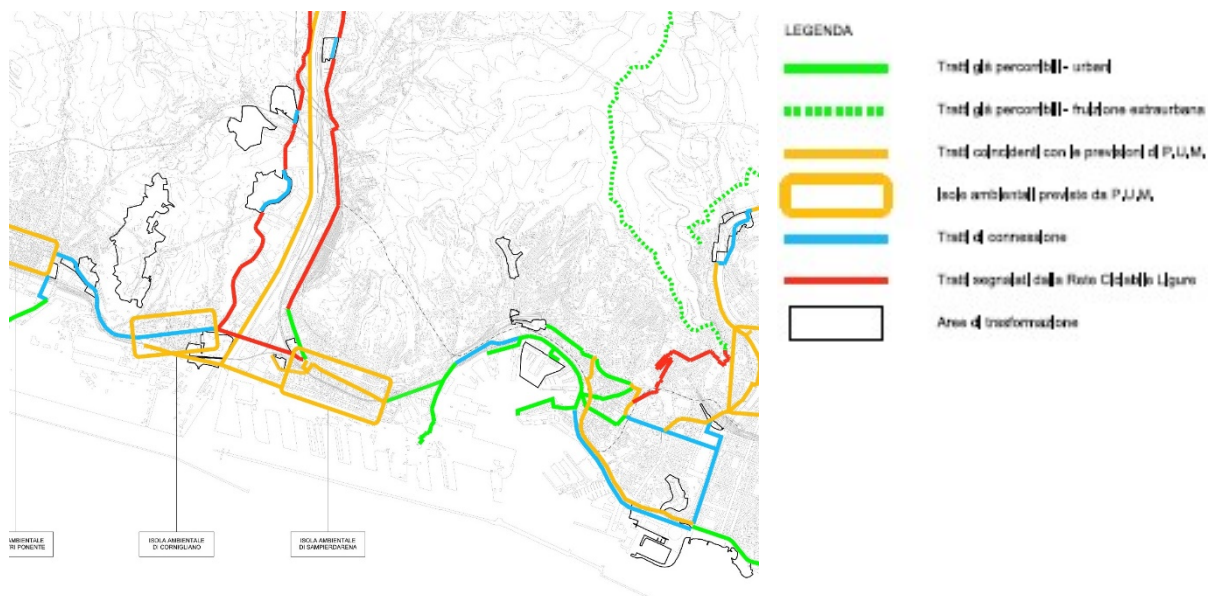 LEGENDA
Tratti già percorribili - urbani
Tratti già percorribili - fruizione extraurbana
Tratti coincidenti con le previsioni di P.U.M.
Isole ambientali previste da P.U.M.
Tratti di connessione
Tratti segnalati dalla Rete Ciclabile Ligure
Aree di trasformazione
AMBIENTALE
TRI PONENTE
ISOLA AMBIENTALE
DI CORNIGLIANO
ISOLA AMBIENTALE
DI SAMPIERDARENA